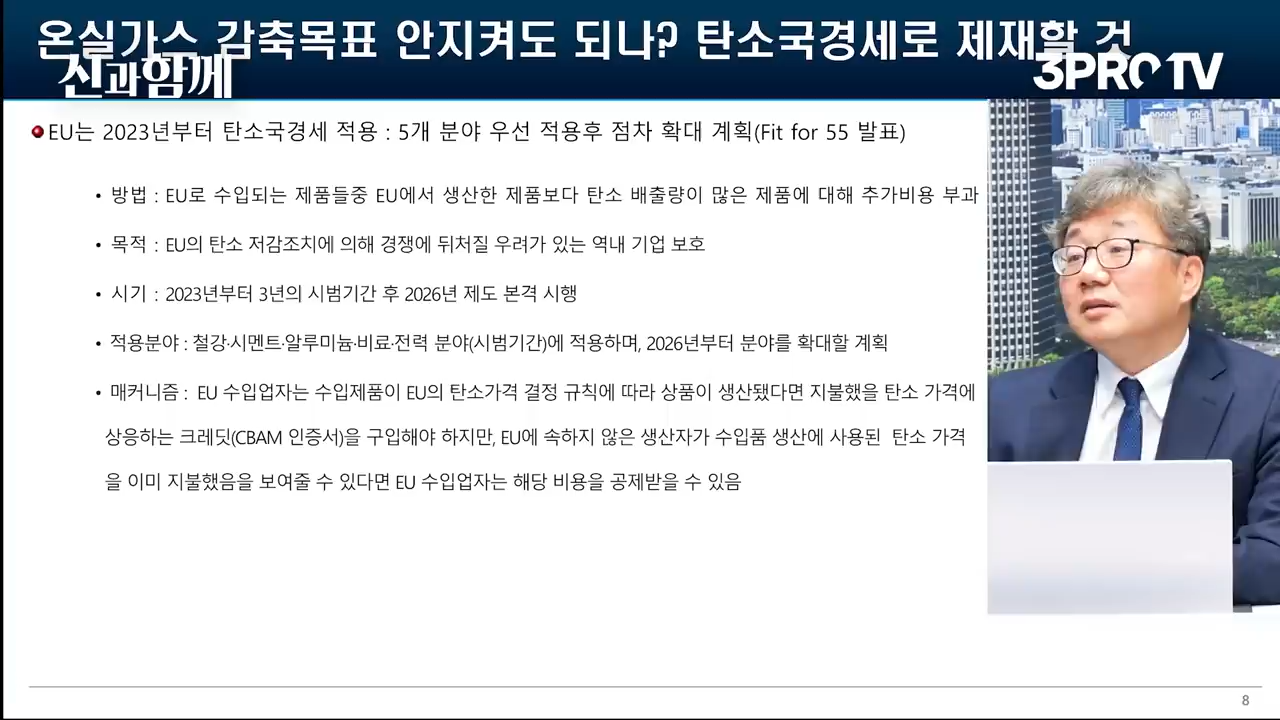 온실가스 감축목표 안지켜도 되나? 탄소국경세로 제재할 것
신과함께
3PRO TV
EU는 2023년부터 탄소국경세 적용 : 5개 분야 우선 적용후 점차 확대 계획(Fit for 55 발표)
• 방법 : EU로 수입되는 제품들중 EU에서 생산한 제품보다 탄소 배출량이 많은 제품에 대해 추가비용 부과
• 목적 : EU의 탄소 저감조치에 의해 경쟁에 뒤처질 우려가 있는 역내 기업 보호
• 시기 : 2023년부터 3년의 시범기간 후 2026년 제도 본격 시행
• 적용분야 : 철강·시멘트·알루미늄·비료·전력 분야(시범기간)에 적용하며, 2026년부터 분야를 확대할 계획
• 매커니즘 : EU 수입업자는 수입제품이 EU의 탄소가격 결정 규칙에 따라 상품이 생산됐다면 지불했을 탄소 가격에
상응하는 크레딧(CBAM 인증서)을 구입해야 하지만, EU에 속하지 않은 생산자가 수입품 생산에 사용된 탄소 가격
을 이미 지불했음을 보여줄 수 있다면 EU 수입업자는 해당 비용을 공제받을 수 있음
8